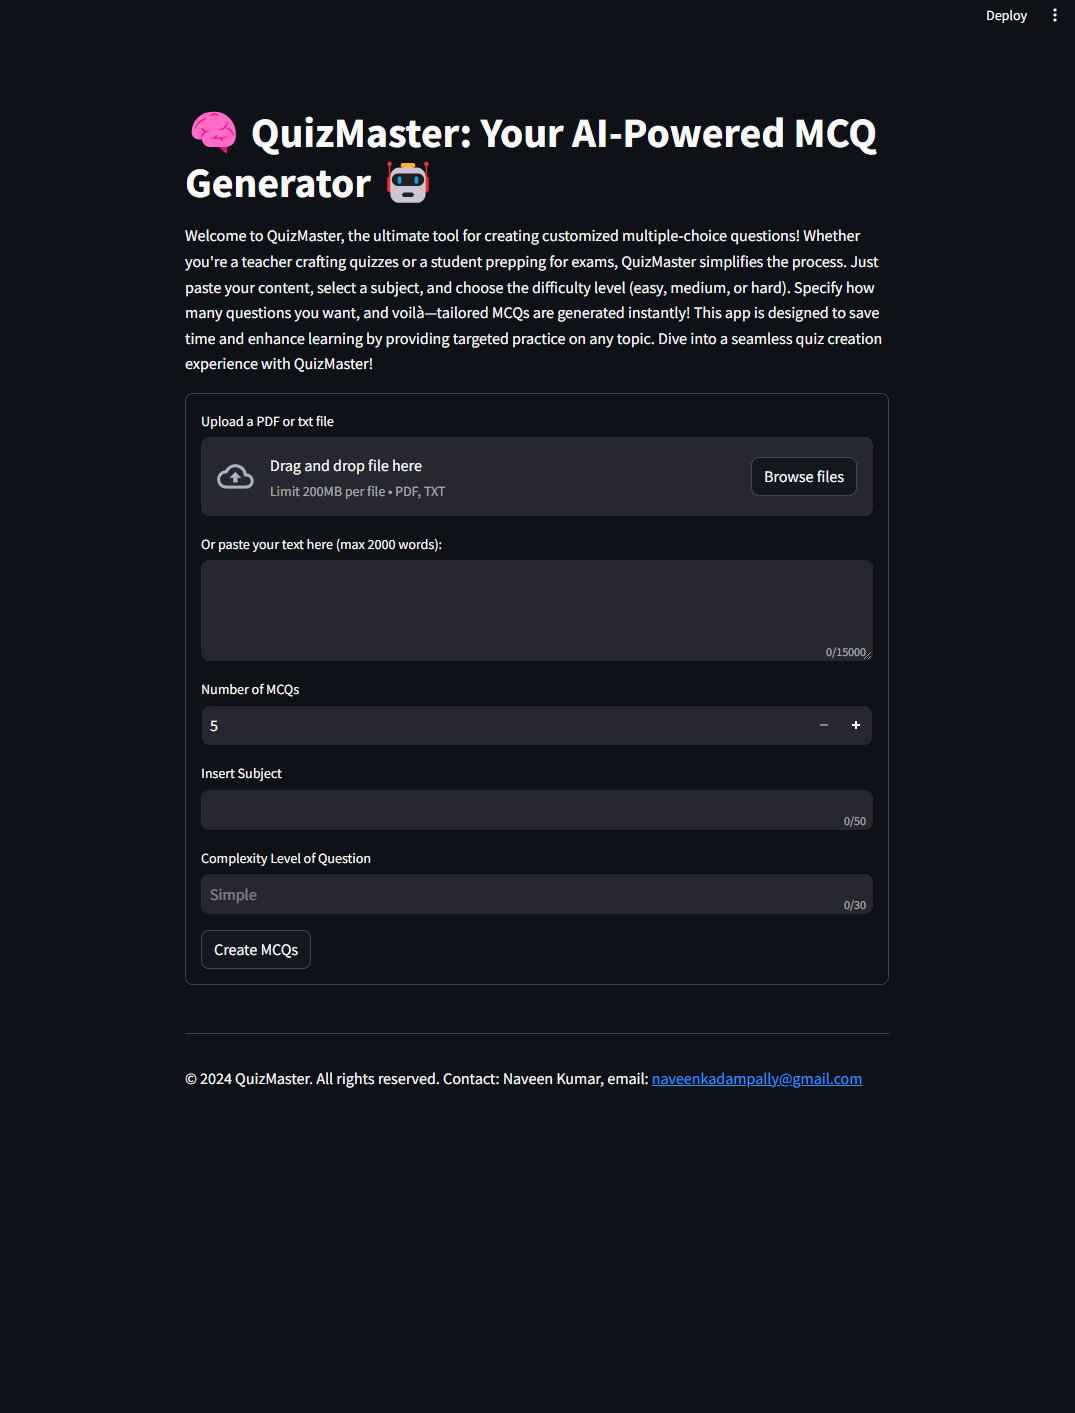 Deploy
QuizMaster: Your AI-Powered MCQ
Generator
Welcome to QuizMaster, the ultimate tool for creating customized multiple-choice questions! Whether
you're a teacher crafting quizzes or a student prepping for exams, QuizMaster simplifies the process. Just
paste your content, select a subject, and choose the difficulty level (easy, medium, or hard). Specify how
many questions you want, and voilà—tailored MCQs are generated instantly! This app is designed to save
time and enhance learning by providing targeted practice on any topic. Dive into a seamless quiz creation
experience with QuizMaster!
Upload a PDF or txt file
Drag and drop file here
Limit 200MB per file • PDF, TXT
Browse files
Or paste your text here (max 2000 words):
0/15000
Number of MCQs
5
Insert Subject
0/50
Complexity Level of Question
Simple
0/30
Create MCQs
© 2024 QuizMaster. All rights reserved. Contact: Naveen Kumar, email: naveenkadampally@gmail.com